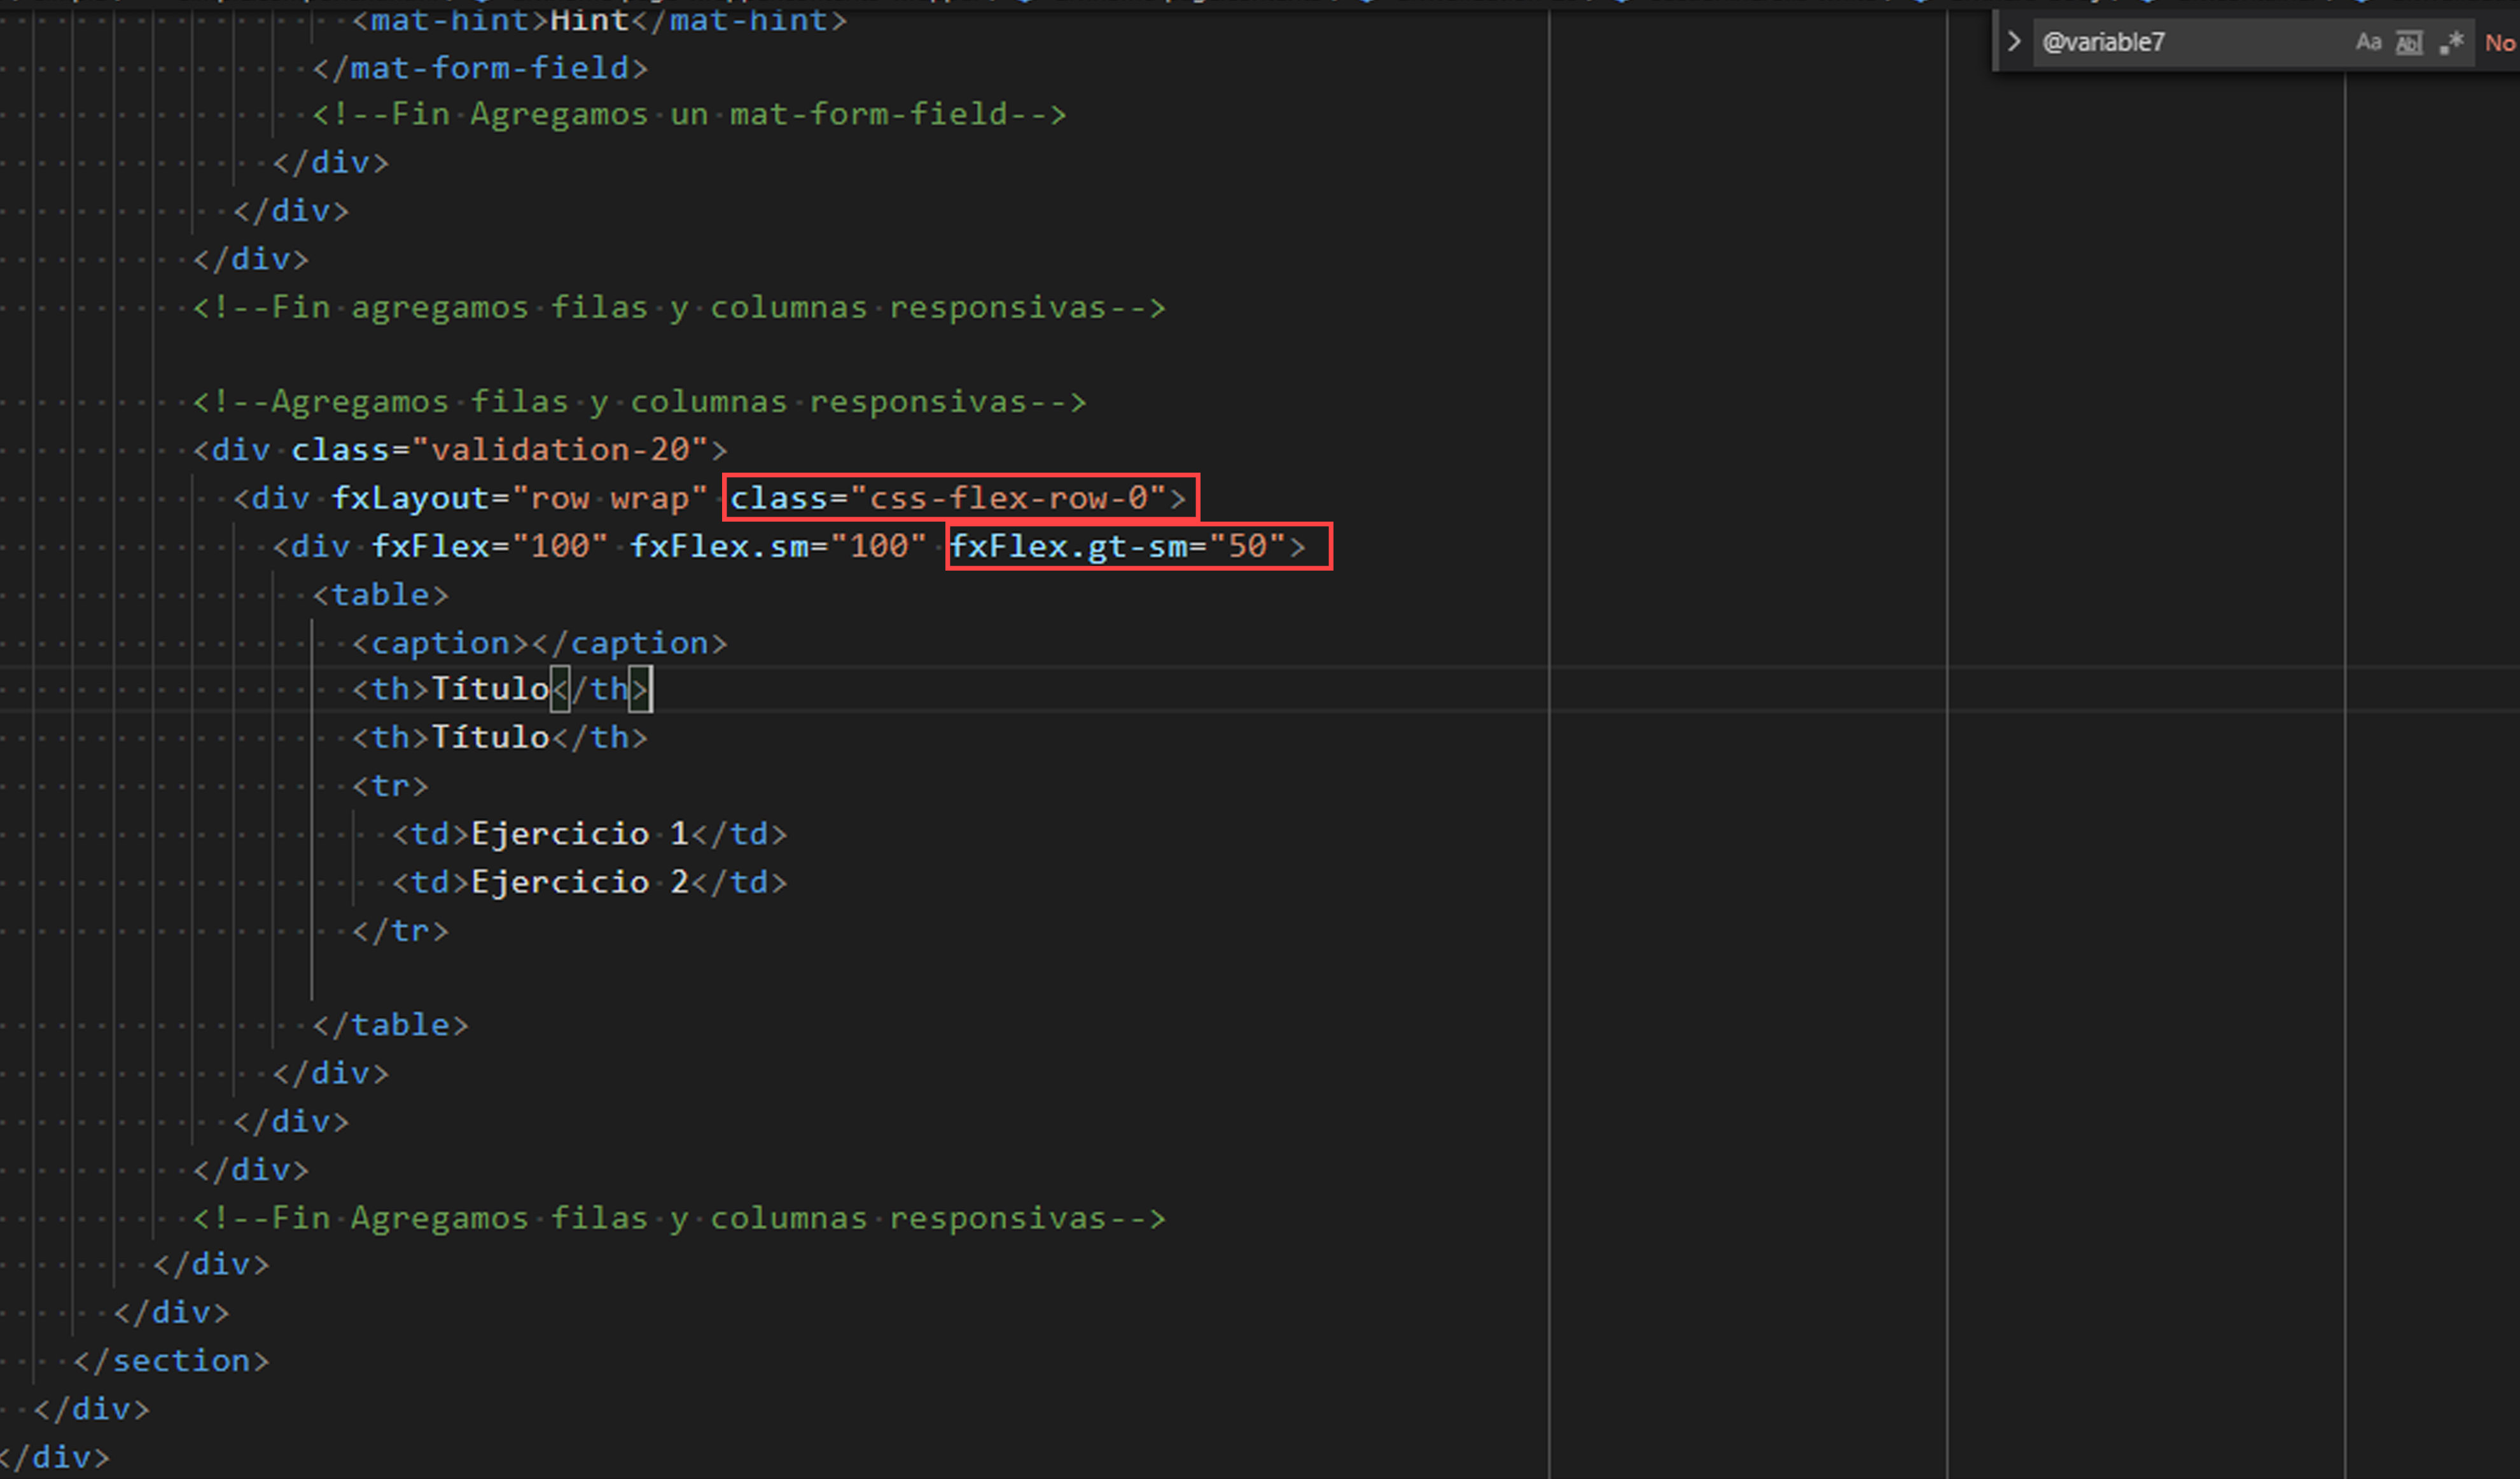 <mat-hint>Hint</mat-hint>
@variable7 Aa Abl .* No
</mat-form-field>
<!--Fin Agregamos un mat-form-field-->
</div>
</div>
</div>
<!--Fin agregamos filas y columnas responsivas-->
<!--Agregamos filas y columnas responsivas-->
<div class="validation-20">
<div fxLayout="row wrap" class="css-flex-row-0">
<div fxFlex="100" fxFlex.sm="100" fxFlex.gt-sm="50">
<table>
<caption></caption>
<th>Título</th>
<th>Título</th>
<tr>
<td>Ejercicio 1</td>
<td>Ejercicio 2</td>
</tr>
</table>
</div>
</div>
</div>
<!--Fin Agregamos filas y columnas responsivas-->
</div>
</div>
</section>
</div>
</div>